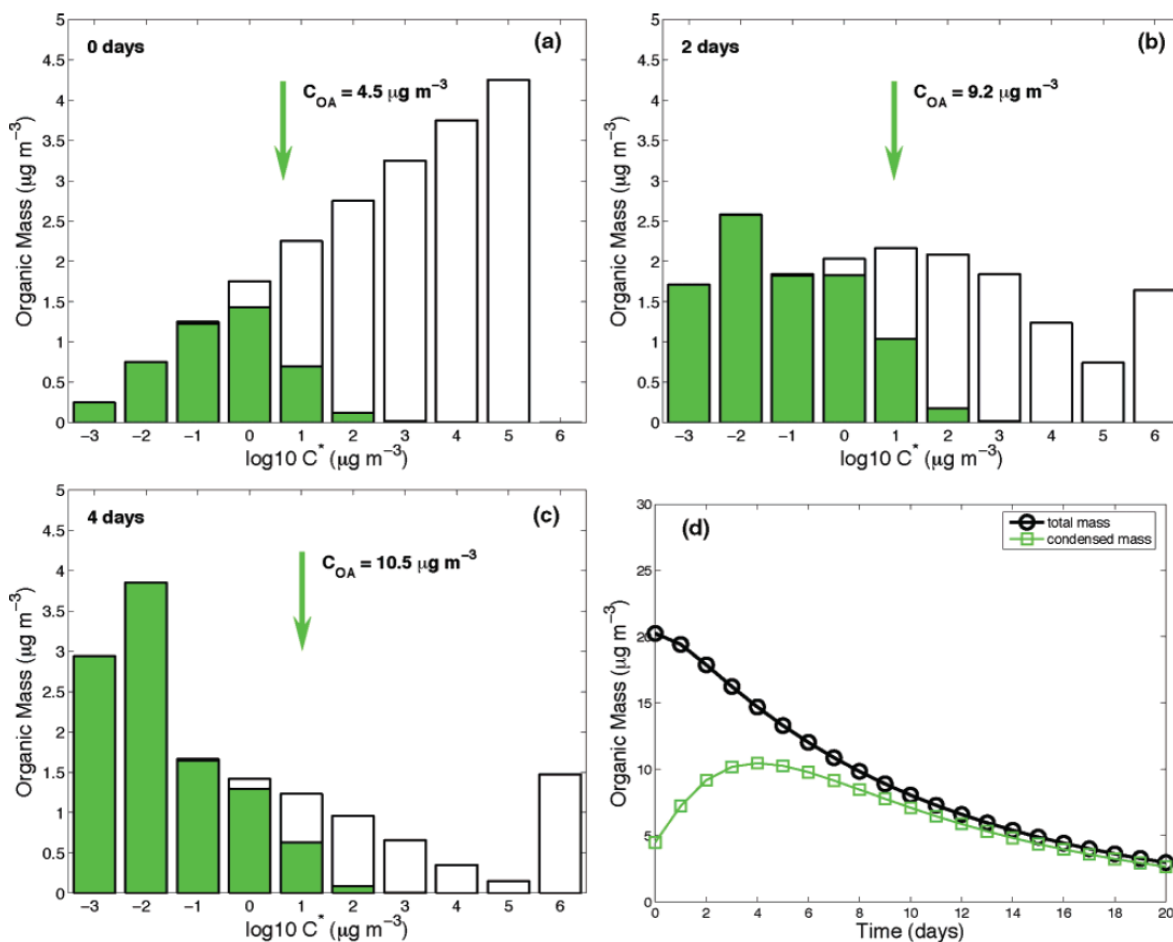 0 days
(a)
C_OA = 4.5 μg m⁻³
Organic Mass (μg m⁻³)
5
4.5
4
3.5
3
2.5
2
1.5
1
0.5
0
−3 −2 −1 0 1 2 3 4 5 6
log10 C* (μg m⁻³)
2 days
(b)
C_OA = 9.2 μg m⁻³
Organic Mass (μg m⁻³)
5
4.5
4
3.5
3
2.5
2
1.5
1
0.5
0
−3 −2 −1 0 1 2 3 4 5 6
log10 C* (μg m⁻³)
4 days
(c)
C_OA = 10.5 μg m⁻³
Organic Mass (μg m⁻³)
5
4.5
4
3.5
3
2.5
2
1.5
1
0.5
0
−3 −2 −1 0 1 2 3 4 5 6
log10 C* (μg m⁻³)
(d)
total mass
condensed mass
Organic Mass (μg m⁻³)
30
25
20
15
10
5
0
0 2 4 6 8 10 12 14 16 18 20
Time (days)